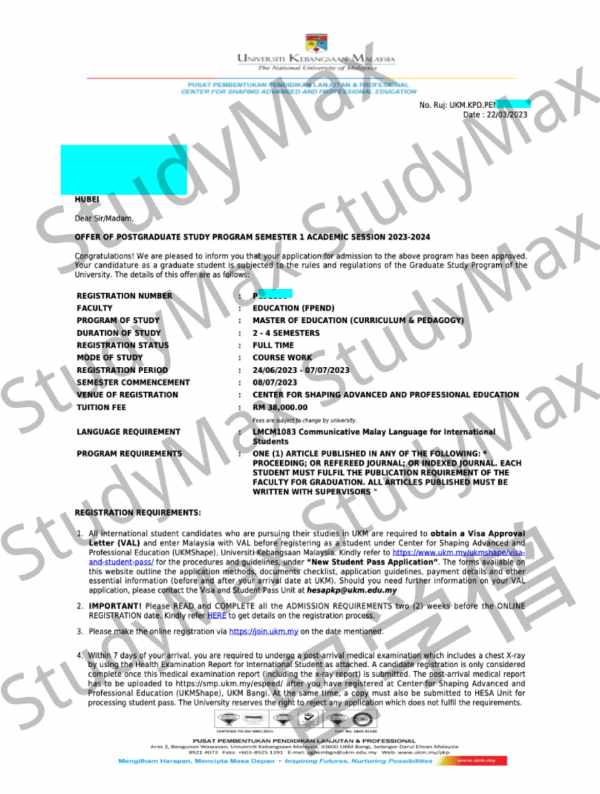 UNIVERSITI KEBANGSAAN MALAYSIA
The National University of Malaysia
PUSAT PEMBENTUKAN PENDIDIKAN LANJUTAN & PROFESSIONAL
CENTER FOR SHAPING ADVANCED AND PROFESSIONAL EDUCATION
No. Ruj: UKM.KPD.PEN
Date : 22/03/2023
HUBEI
Dear Sir/Madam,
OFFER OF POSTGRADUATE STUDY PROGRAM SEMESTER 1 ACADEMIC SESSION 2023-2024
Congratulations! We are pleased to inform you that your application for admission to the above program has been approved.
Your candidature as a graduate student is subjected to the rules and regulations of the Graduate Study Program of the
University. The details of this offer are as follows:
REGISTRATION NUMBER : P
FACULTY : EDUCATION (FPEND)
PROGRAM OF STUDY : MASTER OF EDUCATION (CURRICULUM & PEDAGOGY)
DURATION OF STUDY : 2 - 4 SEMESTERS
REGISTRATION STATUS : FULL TIME
MODE OF STUDY : COURSE WORK
REGISTRATION PERIOD : 24/06/2023 - 07/07/2023
SEMESTER COMMENCEMENT : 08/07/2023
VENUE OF REGISTRATION : CENTER FOR SHAPING ADVANCED AND PROFESSIONAL EDUCATION
TUITION FEE : RM 38,000.00
Fees are subject to change by university.
LANGUAGE REQUIREMENT : LMCM1083 Communicative Malay Language for International
Students
PROGRAM REQUIREMENTS : ONE (1) ARTICLE PUBLISHED IN ANY OF THE FOLLOWING: *
PROCEEDING; OR REFEREED JOURNAL; OR INDEXED JOURNAL. EACH
STUDENT MUST FULFIL THE PUBLICATION REQUIREMENT OF THE
FACULTY FOR GRADUATION. ALL ARTICLES PUBLISHED MUST BE
WRITTEN WITH SUPERVISORS "
REGISTRATION REQUIREMENTS:
1. All international student candidates who are pursuing their studies in UKM are required to obtain a Visa Approval
Letter (VAL) and enter Malaysia with VAL before registering as a student under Center for Shaping Advanced and
Professional Education (UKMShape), Universiti Kebangsaan Malaysia. Kindly refer to https://www.ukm.my/ukmshape/visa-
and-student-pass/ for the procedures and guidelines, under “New Student Pass Application”. The forms available on
this website outline the application methods, documents checklist, application guidelines, payment details and other
essential information (before and after your arrival date at UKM). Should you need further information on your VAL
application, please contact the Visa and Student Pass Unit at hesapkp@ukm.edu.my
2. IMPORTANT! Please READ and COMPLETE all the ADMISSION REQUIREMENTS two (2) weeks before the ONLINE
REGISTRATION date. Kindly refer HERE to get details on the registration process.
3. Please make the online registration via https://join.ukm.my on the date mentioned.
4. Within 7 days of your arrival, you are required to undergo a post-arrival medical examination which includes a chest X-ray
by using the Health Examination Report for International Student as attached. A candidate registration is only considered
complete once this medical examination report (including the x-ray report) is submitted. The post-arrival medical report
has to be uploaded to https://smp.ukm.my/espeed/ after you have registered at Center for Shaping Advanced and
Professional Education (UKMShape), UKM Bangi. At the same time, a copy must also be submitted to HESA Unit for
processing student pass. The University reserves the right to reject any application which does not fulfil the requirements.
PUSAT PEMBENTUKAN PENDIDIKAN LANJUTAN & PROFESSIONAL
Aras 2, Bangunan Wawasan, Universiti Kebangsaan Malaysia, 43600 UKM Bangi, Selangor Darul Ehsan Malaysia
Mengilham Harapan, Mencipta Masa Depan • Inspiring Futures, Nurturing Possibilities
www.ukm.my
StudyMax
StudyMax
StudyMax
StudyMax
StudyMax
StudyMax